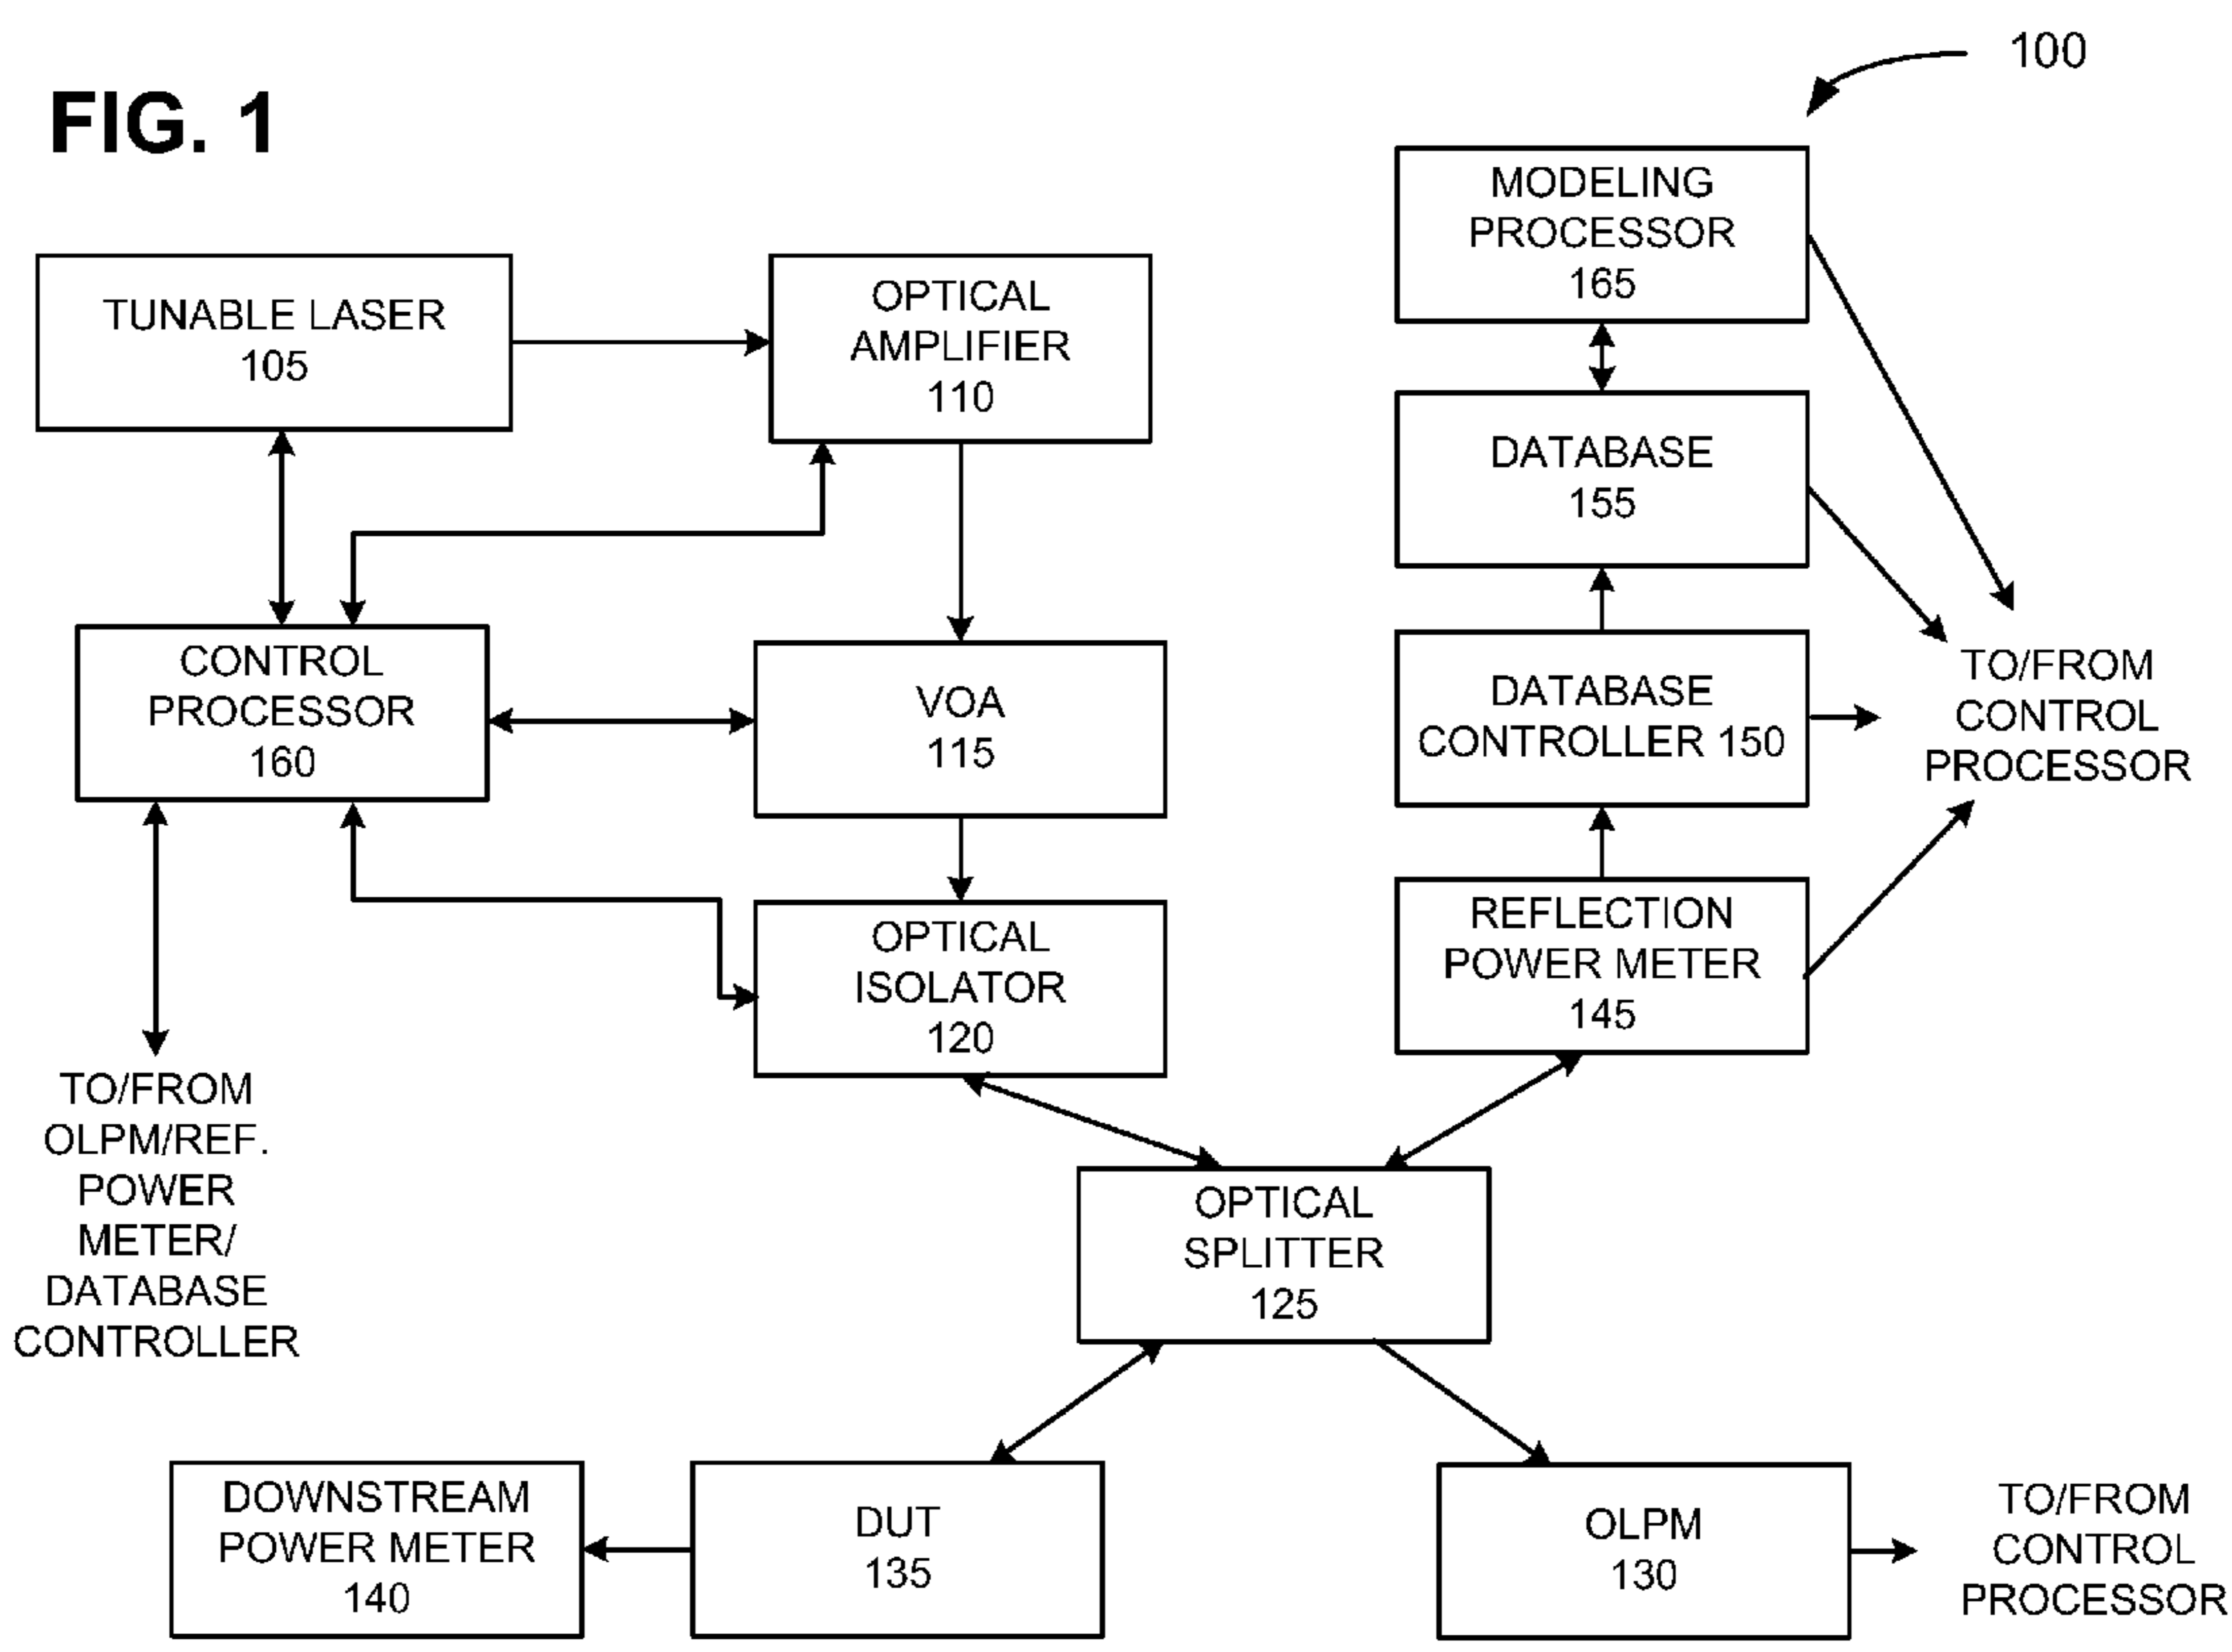 FIG. 1
100
TUNABLE LASER
105
OPTICAL
AMPLIFIER
110
MODELING
PROCESSOR
165
DATABASE
155
CONTROL
PROCESSOR
160
VOA
115
DATABASE
CONTROLLER 150
TO/FROM
CONTROL
PROCESSOR
OPTICAL
ISOLATOR
120
REFLECTION
POWER METER
145
TO/FROM
OLPM/REF.
POWER
METER/
DATABASE
CONTROLLER
OPTICAL
SPLITTER
125
DOWNSTREAM
POWER METER
140
DUT
135
OLPM
130
TO/FROM
CONTROL
PROCESSOR